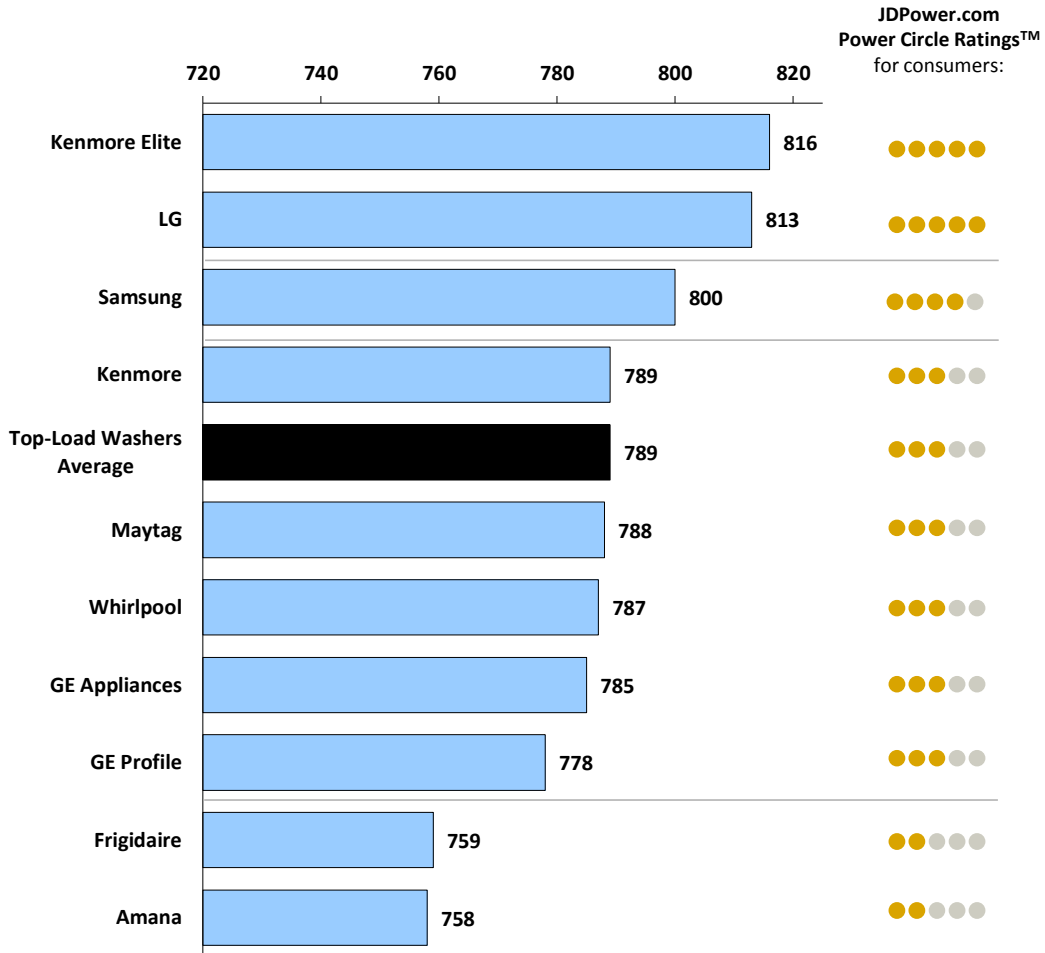 JDPower.com
Power Circle Ratings™
for consumers:
720 740 760 780 800 820
Kenmore Elite 816
LG 813
Samsung 800
Kenmore 789
Top-Load Washers
Average 789
Maytag 788
Whirlpool 787
GE Appliances 785
GE Profile 778
Frigidaire 759
Amana 758